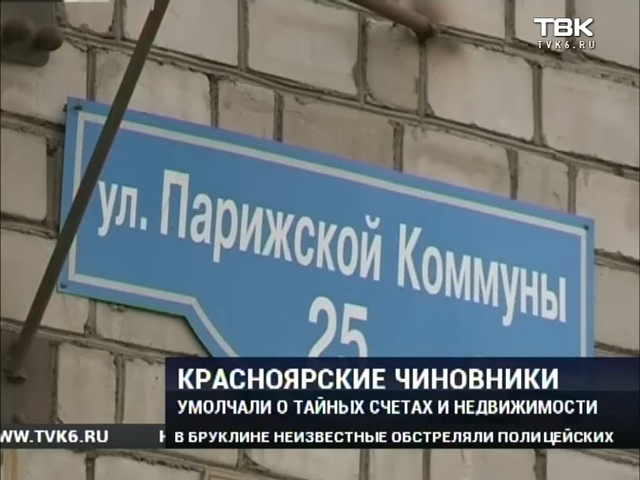 ТВК
TVK6.RU
ул. Парижской Коммуны
25
КРАСНОЯРСКИЕ ЧИНОВНИКИ
УМОЛЧАЛИ О ТАЙНЫХ СЧЕТАХ И НЕДВИЖИМОСТИ
WWW.TVK6.RU В БРУКЛИНЕ НЕИЗВЕСТНЫЕ ОБСТРЕЛЯЛИ ПОЛИЦЕЙСКИХ